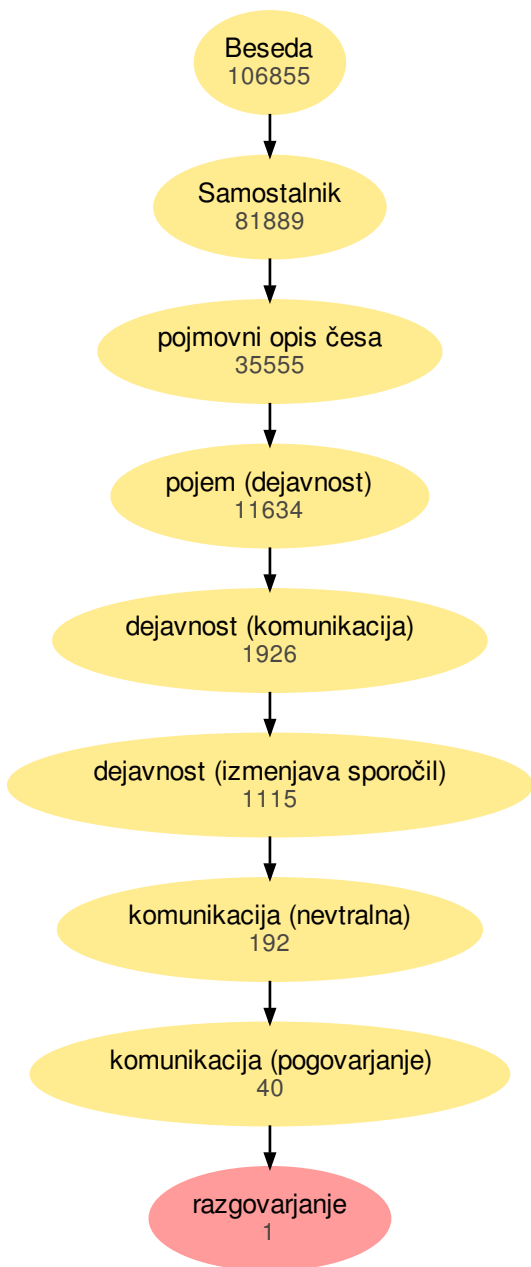 Beseda
106855
Samostalnik
81889
pojmovni opis česa
35555
pojem (dejavnost)
11634
dejavnost (komunikacija)
1926
dejavnost (izmenjava sporočil)
1115
komunikacija (nevtralna)
192
komunikacija (pogovarjanje)
40
razgovarjanje
1